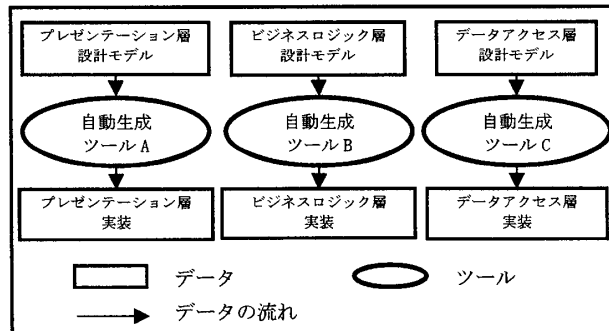 プレゼンテーション層
設計モデル
ビジネスロジック層
設計モデル
データアクセス層
設計モデル
自動生成
ツール A
自動生成
ツール B
自動生成
ツール C
プレゼンテーション層
実装
ビジネスロジック層
実装
データアクセス層
実装
データ
ツール
データの流れ